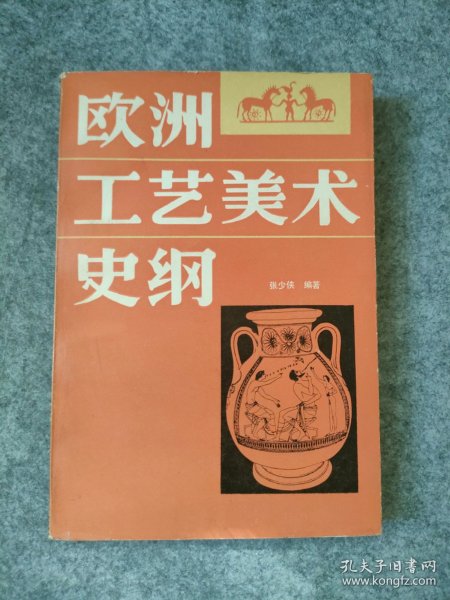 欧洲
工艺美术
史纲
张少侠 编著
孔夫子旧书网
www.kongfz.com